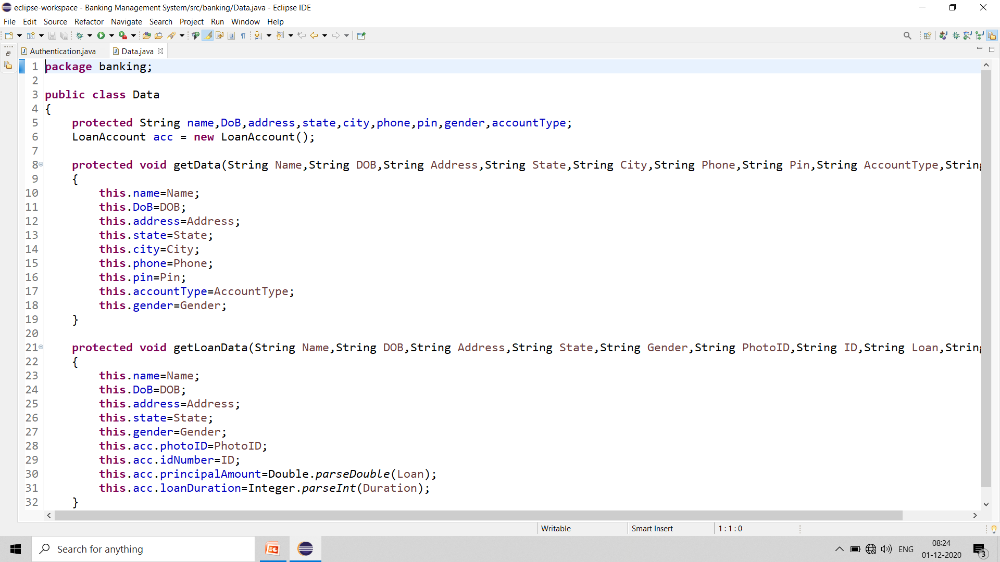 eclipse-workspace - Banking Management System/src/banking/Data.java - Eclipse IDE
File Edit Source Refactor Navigate Search Project Run Window Help
Authentication.java Data.java
1 package banking;
2
3 public class Data
4 {
5 protected String name,DoB,address,state,city,phone,pin,gender,accountType;
6 LoanAccount acc = new LoanAccount();
7
8 protected void getData(String Name,String DOB,String Address,String State,String City,String Phone,String Pin,String AccountType,String
9 {
10 this.name=Name;
11 this.DoB=DOB;
12 this.address=Address;
13 this.state=State;
14 this.city=City;
15 this.phone=Phone;
16 this.pin=Pin;
17 this.accountType=AccountType;
18 this.gender=Gender;
19 }
20
21 protected void getLoanData(String Name,String DOB,String Address,String State,String Gender,String PhotoID,String ID,String Loan,String
22 {
23 this.name=Name;
24 this.DoB=DOB;
25 this.address=Address;
26 this.state=State;
27 this.gender=Gender;
28 this.acc.photoID=PhotoID;
29 this.acc.idNumber=ID;
30 this.acc.principalAmount=Double.parseDouble(Loan);
31 this.acc.loanDuration=Integer.parseInt(Duration);
32 }
Writable Smart Insert 1 : 1 : 0
Search for anything
ENG
08:24
01-12-2020
3